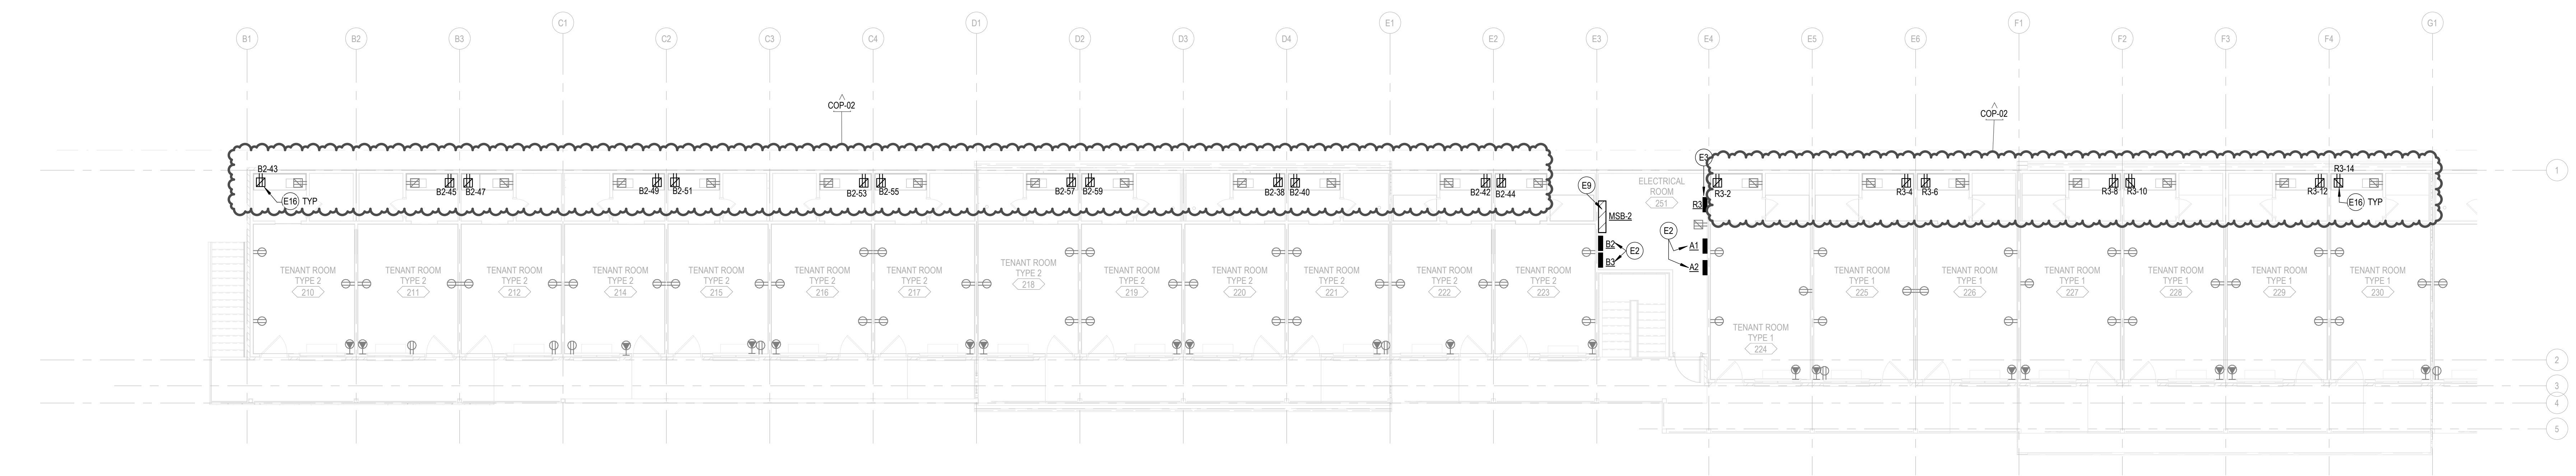 B1
B2
B3
C1
C2
C3
C4
D1
D2
D3
D4
E1
E2
E3
E4
E5
E6
F1
F2
F3
F4
G1
COP-02
COP-02
1
2
3
4
5
B2-43
B2-45
B2-47
B2-49
B2-51
B2-53
B2-55
B2-57
B2-59
B2-38
B2-40
B2-42
B2-44
E16 TYP
E9
MSB-2
B2
B3
E2
ELECTRICAL
ROOM
251
E3
R3
E2
A1
A2
R3-2
R3-4
R3-6
R3-8
R3-10
R3-12
R3-14
E16 TYP
TENANT ROOM
TYPE 2
210
TENANT ROOM
TYPE 2
211
TENANT ROOM
TYPE 2
212
TENANT ROOM
TYPE 2
214
TENANT ROOM
TYPE 2
215
TENANT ROOM
TYPE 2
216
TENANT ROOM
TYPE 2
217
TENANT ROOM
TYPE 2
218
TENANT ROOM
TYPE 2
219
TENANT ROOM
TYPE 2
220
TENANT ROOM
TYPE 2
221
TENANT ROOM
TYPE 2
222
TENANT ROOM
TYPE 2
223
TENANT ROOM
TYPE 1
224
TENANT ROOM
TYPE 1
225
TENANT ROOM
TYPE 1
226
TENANT ROOM
TYPE 1
227
TENANT ROOM
TYPE 1
228
TENANT ROOM
TYPE 1
229
TENANT ROOM
TYPE 1
230